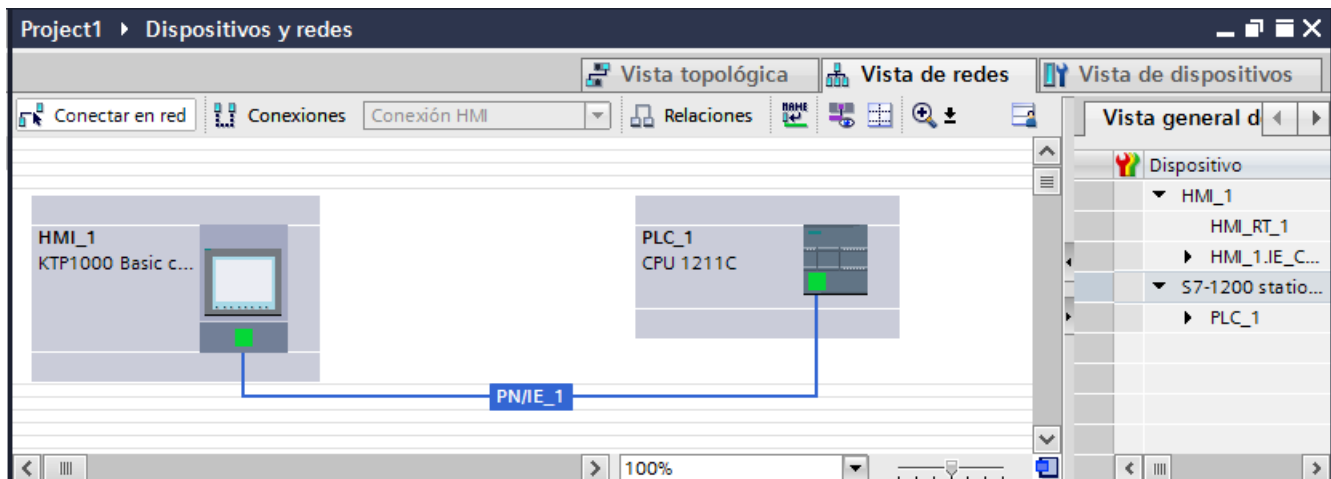 Project1 ▸ Dispositivos y redes
Vista topológica Vista de redes Vista de dispositivos
Conectar en red Conexiones Conexión HMI Relaciones NAME Vista general d
Dispositivo
HMI_1
HMI_RT_1
HMI_1.IE_C...
S7-1200 statio...
PLC_1
HMI_1
KTP1000 Basic c...
PLC_1
CPU 1211C
PN/IE_1
100%